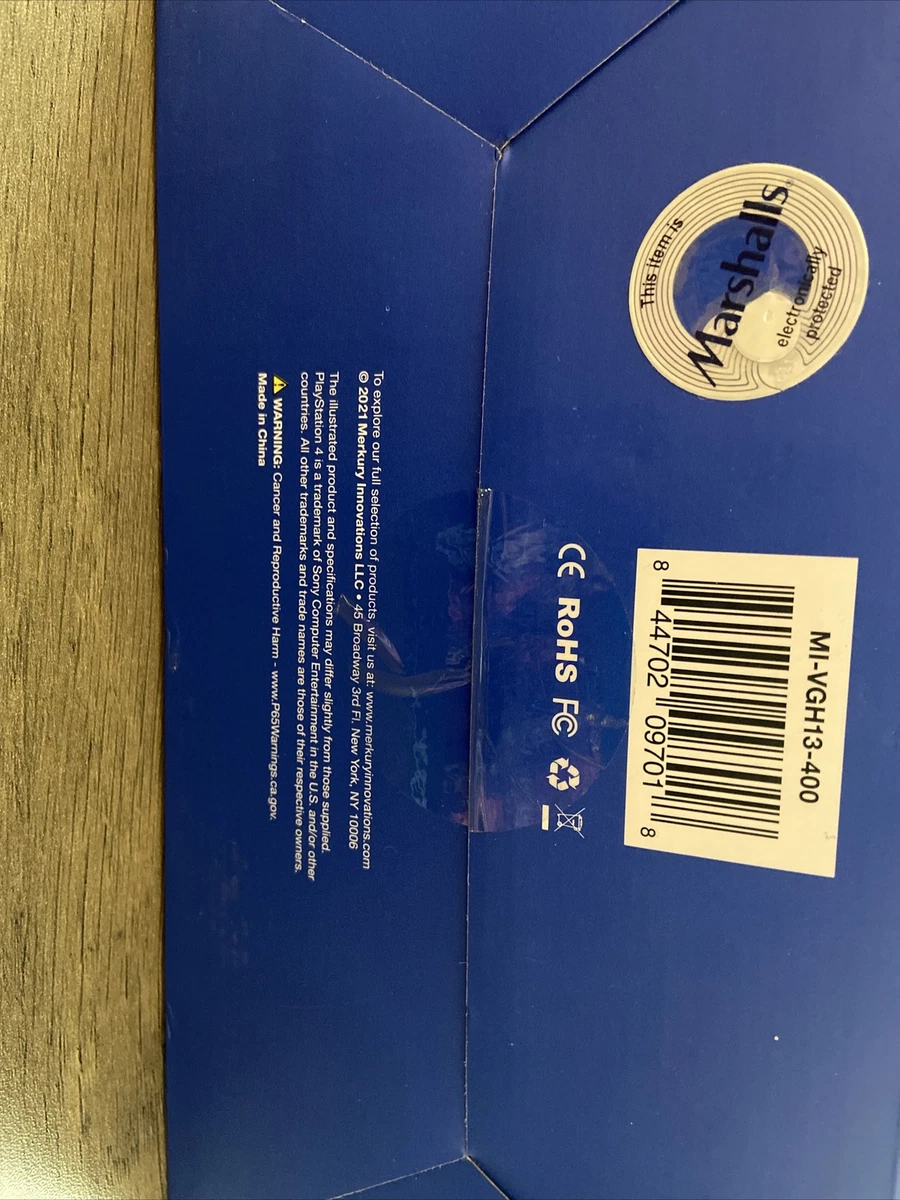 This item is
Marshalls
electronically
protected
MI-VGH13-400
8 44702 09701 8
CE RoHS FC
To explore our full selection of products, visit us at: www.merkuryinnovations.com
© 2021 Merkury Innovations LLC • 45 Broadway 3rd Fl. New York, NY 10006
The illustrated product and specifications may differ slightly from those supplied.
PlayStation 4 is a trademark of Sony Computer Entertainment in the U.S. and/or other
countries. All other trademarks and trade names are those of their respective owners.
⚠ WARNING: Cancer and Reproductive Harm - www.P65Warnings.ca.gov.
Made in China